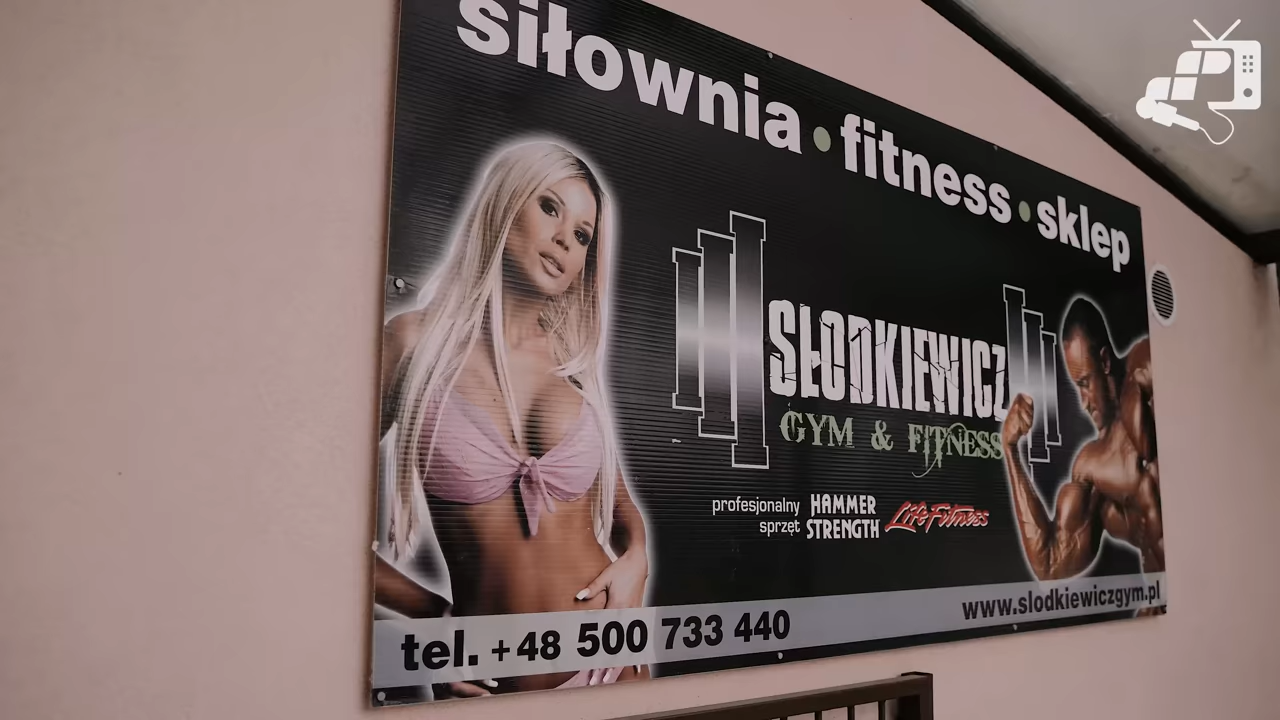 siłownia • fitness • sklep
SŁODKIEWICZ
GYM & FITNESS
profesjonalny
sprzęt
HAMMER
STRENGTH
Life Fitness
www.slodkiewiczgym.pl
tel. +48 500 733 440